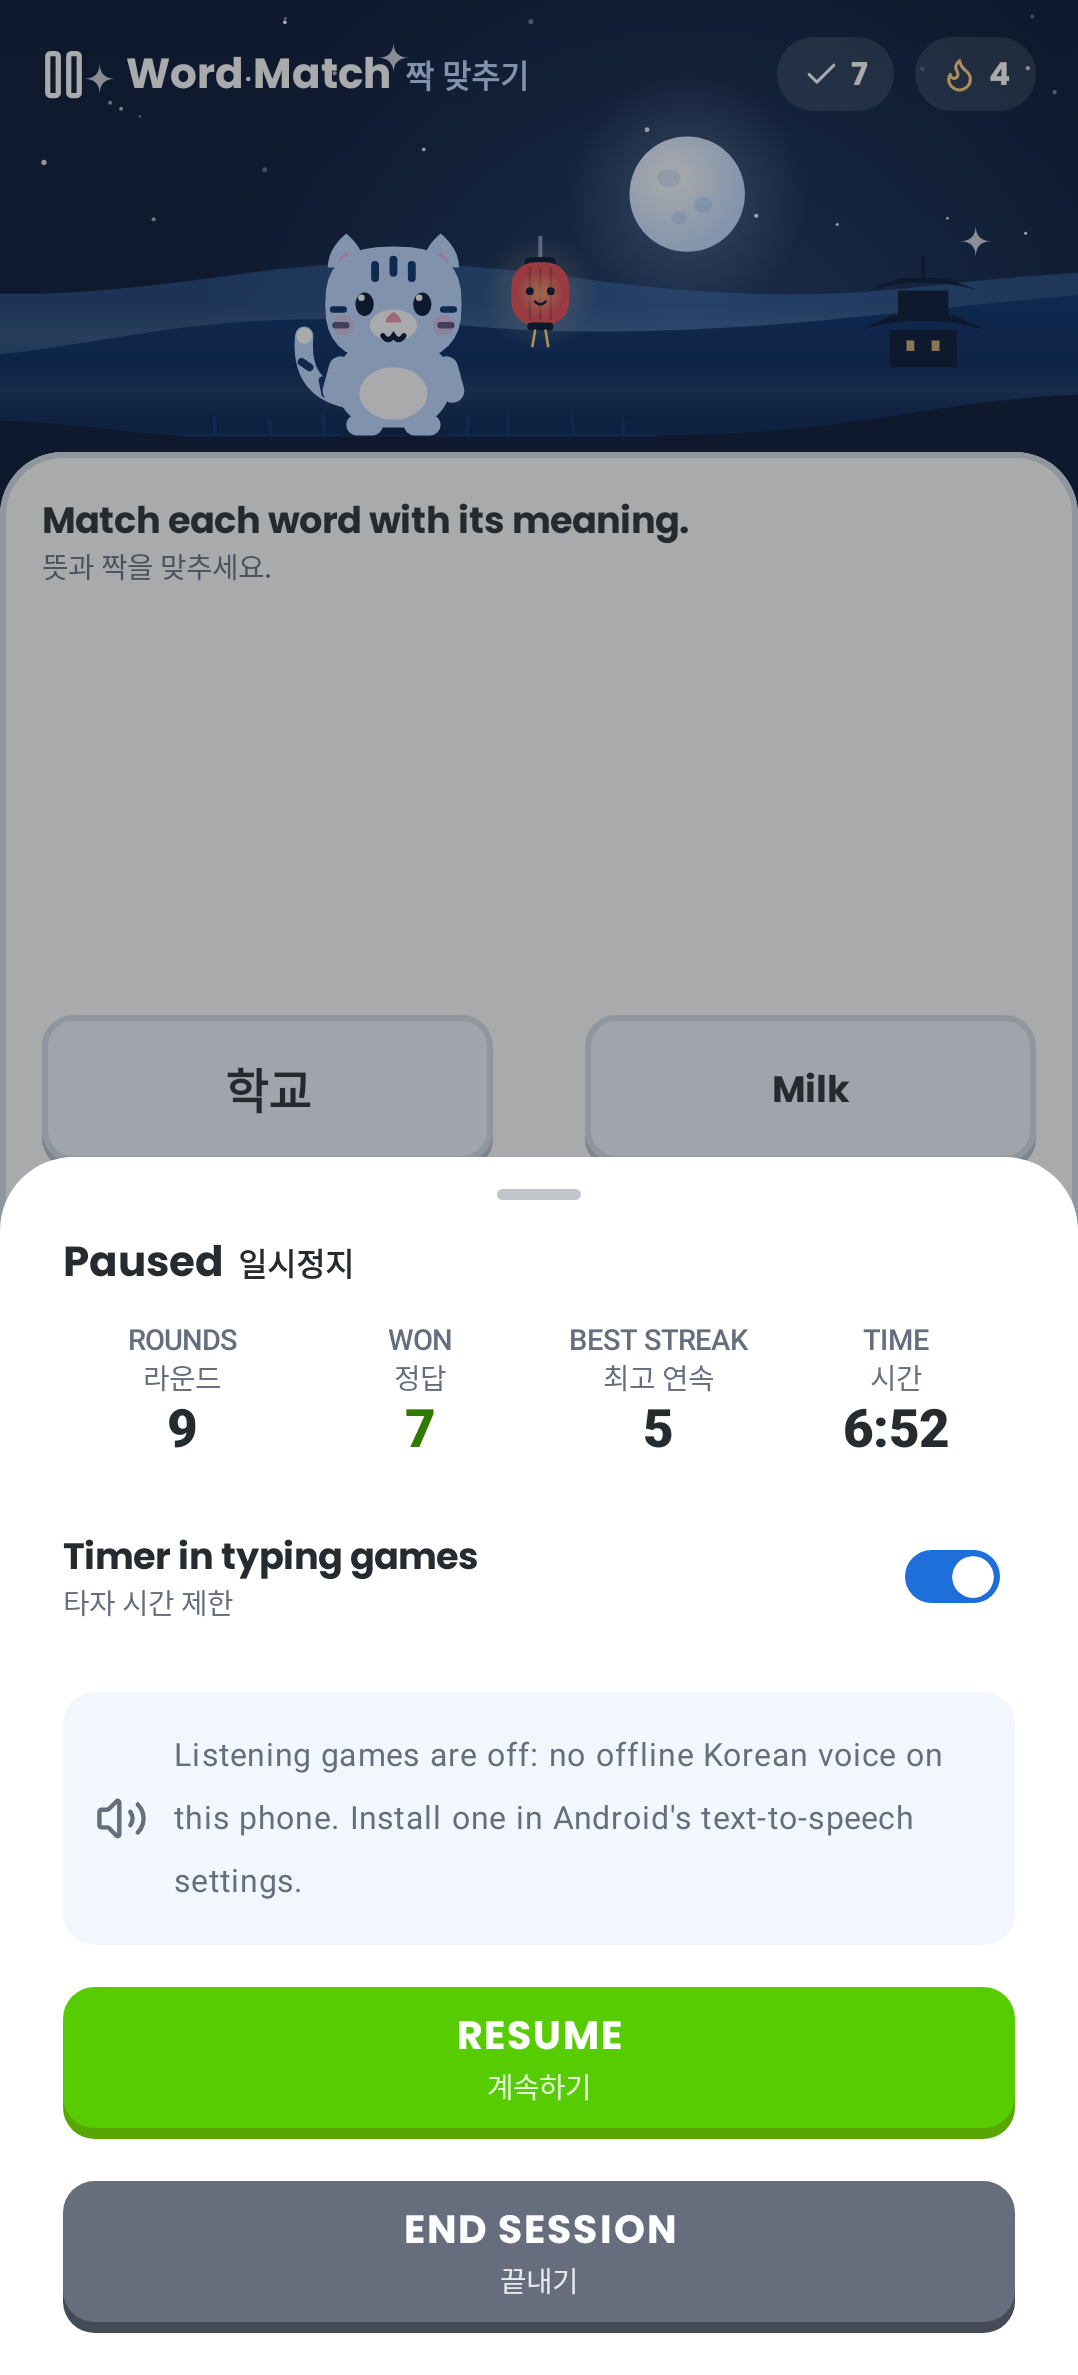 Word Match 짝 맞추기
7
4
Match each word with its meaning.
뜻과 짝을 맞추세요.
학교
Milk
Paused 일시정지
ROUNDS
라운드
9
WON
정답
7
BEST STREAK
최고 연속
5
TIME
시간
6:52
Timer in typing games
타자 시간 제한
Listening games are off: no offline Korean voice on
this phone. Install one in Android's text-to-speech
settings.
RESUME
계속하기
END SESSION
끝내기